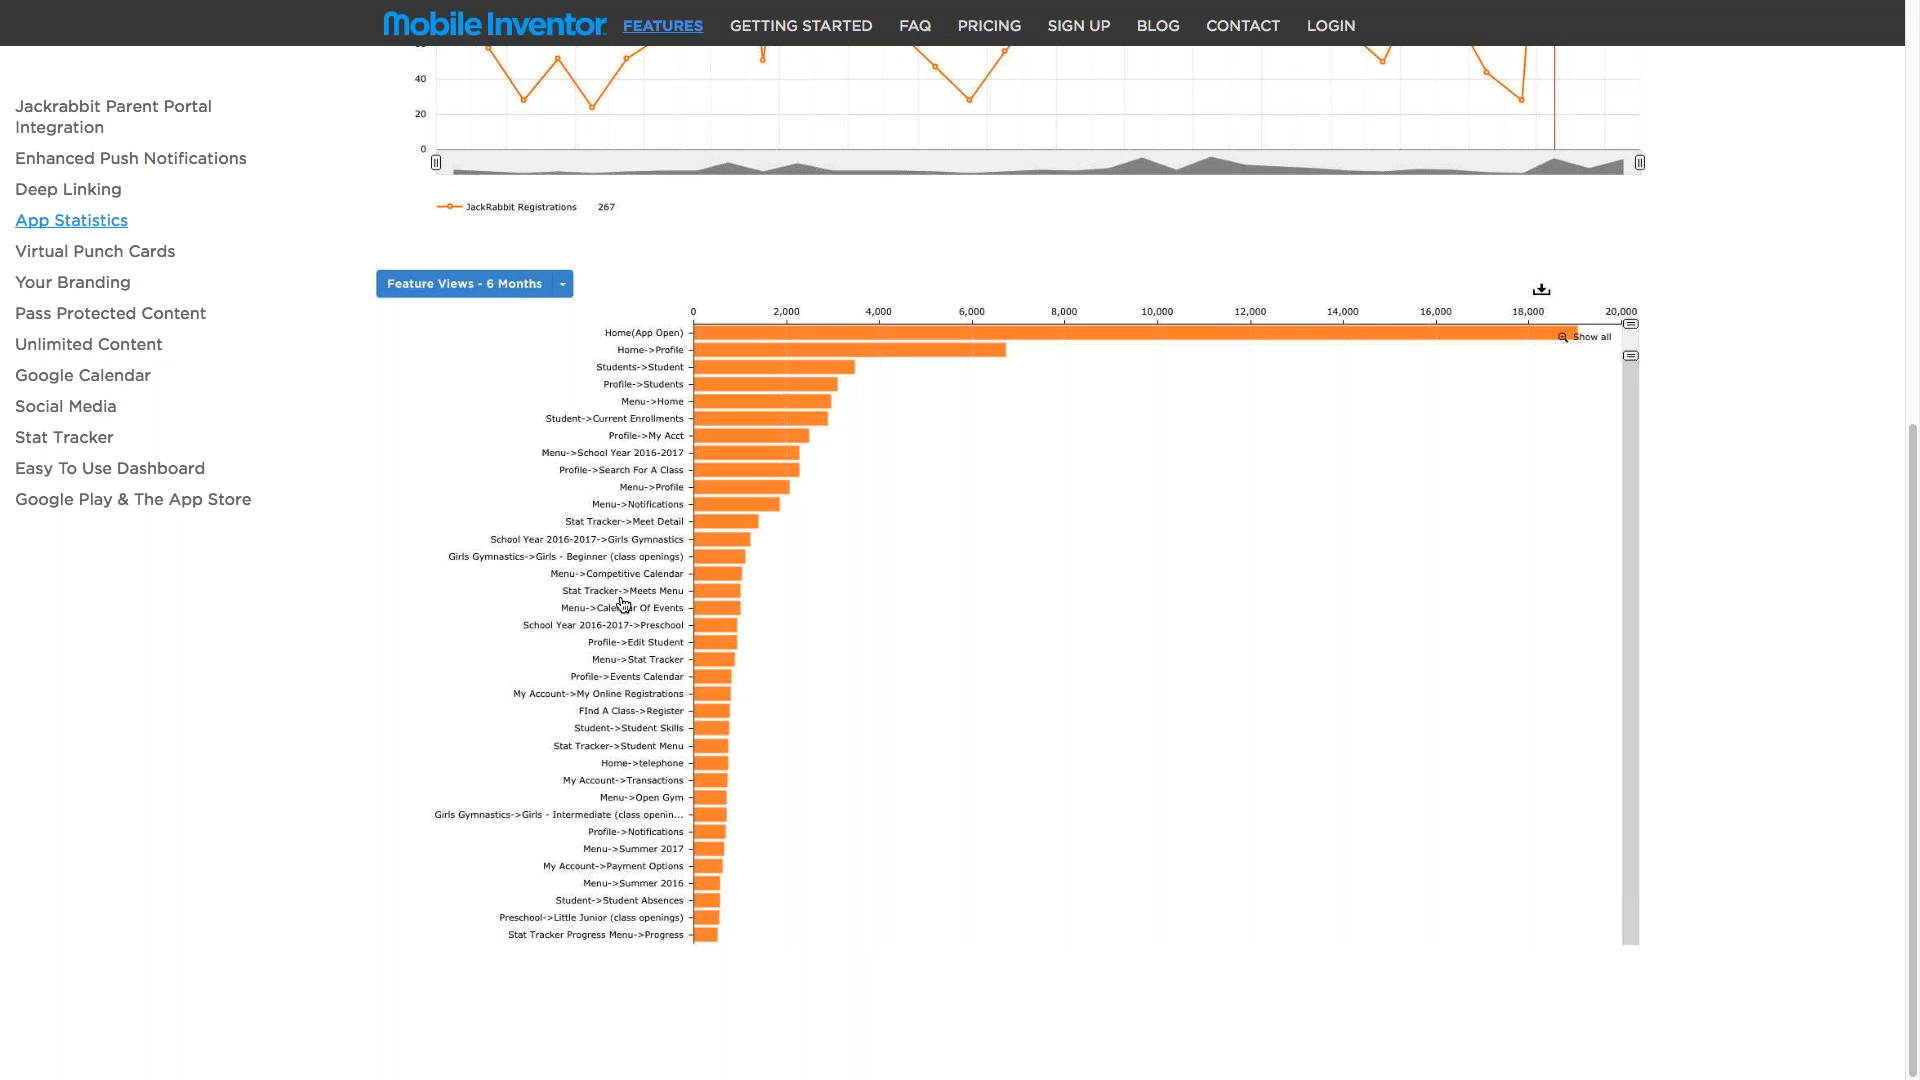 Mobile Inventor FEATURES GETTING STARTED FAQ PRICING SIGN UP BLOG CONTACT LOGIN
Jackrabbit Parent Portal
Integration
Enhanced Push Notifications
Deep Linking
App Statistics
Virtual Punch Cards
Your Branding
Pass Protected Content
Unlimited Content
Google Calendar
Social Media
Stat Tracker
Easy To Use Dashboard
Google Play & The App Store
40
20
0
JackRabbit Registrations 267
Feature Views - 6 Months
0 2,000 4,000 6,000 8,000 10,000 12,000 14,000 16,000 18,000 20,000
Home(App Open)
Show all
Home->Profile
Students->Student
Profile->Students
Menu->Home
Student->Current Enrollments
Profile->My Acct
Menu->School Year 2016-2017
Profile->Search For A Class
Menu->Profile
Menu->Notifications
Stat Tracker->Meet Detail
School Year 2016-2017->Girls Gymnastics
Girls Gymnastics->Girls - Beginner (class openings)
Menu->Competitive Calendar
Stat Tracker->Meets Menu
Menu->Calendar Of Events
School Year 2016-2017->Preschool
Profile->Edit Student
Menu->Stat Tracker
Profile->Events Calendar
My Account->My Online Registrations
FInd A Class->Register
Student->Student Skills
Stat Tracker->Student Menu
Home->telephone
My Account->Transactions
Menu->Open Gym
Girls Gymnastics->Girls - Intermediate (class openin...
Profile->Notifications
Menu->Summer 2017
My Account->Payment Options
Menu->Summer 2016
Student->Student Absences
Preschool->Little Junior (class openings)
Stat Tracker Progress Menu->Progress